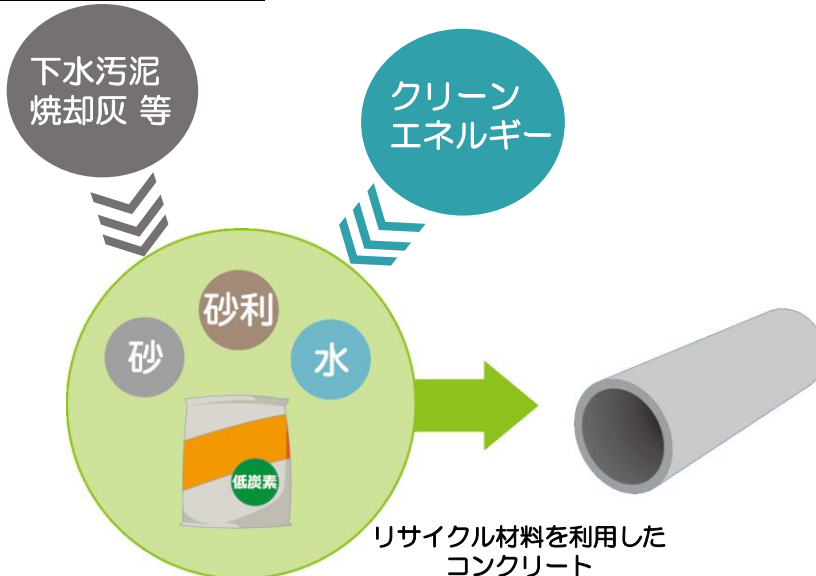 下水汚泥
焼却灰 等
クリーン
エネルギー
砂利
砂
水
低炭素
リサイクル材料を利用した
コンクリート